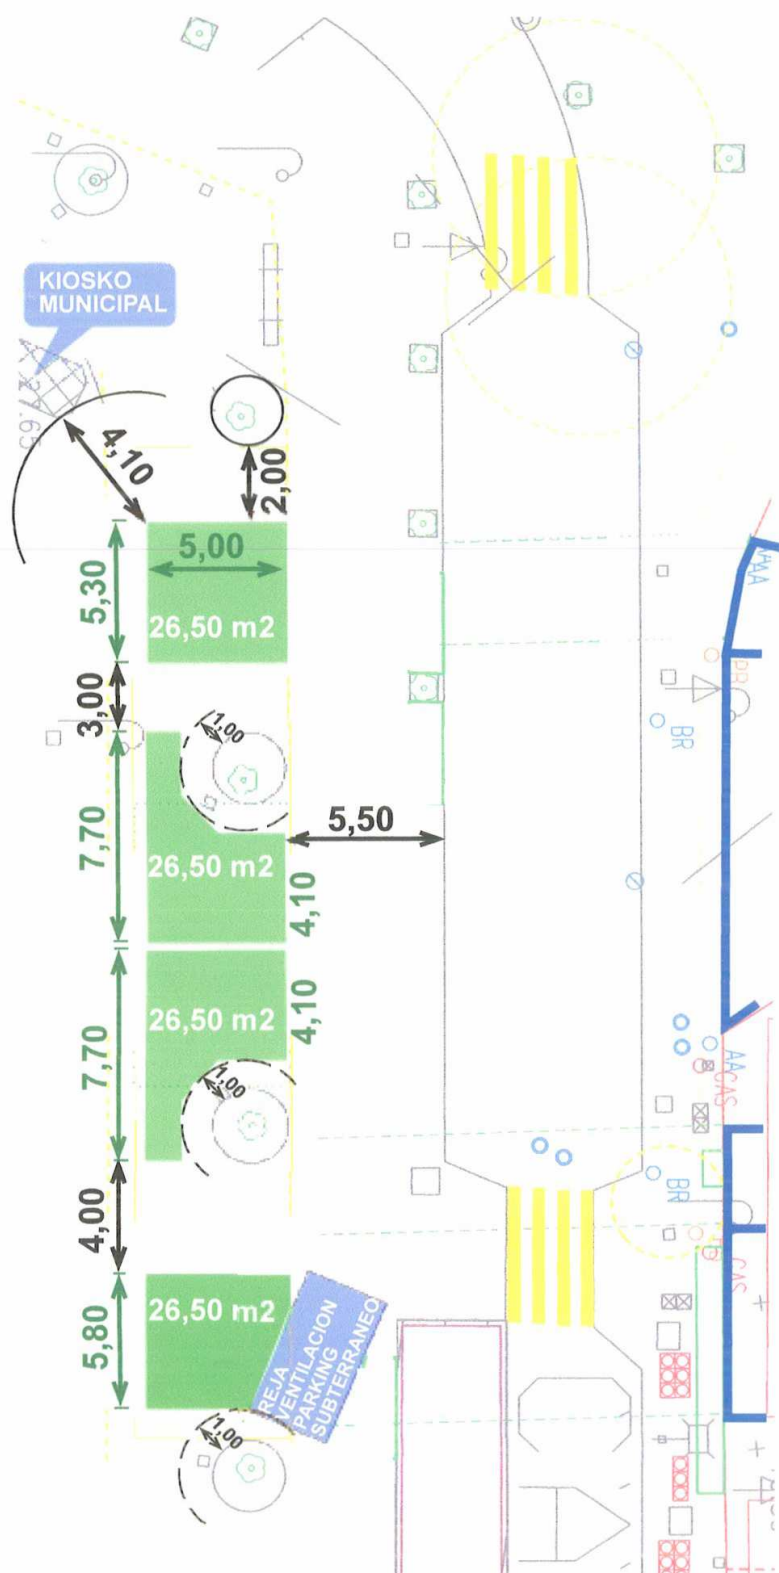 KIOSKO
MUNICIPAL
4,10
2,00
5,00
5,30
26,50 m2
3,00
1,00
7,70
5,50
26,50 m2
4,10
BR
26,50 m2
4,10
7,70
1,00
AA
CAS
BR
4,00
CAS
26,50 m2
5,80
REJA
VENTILACION
PARKING
SUBTERRANEO
1,00